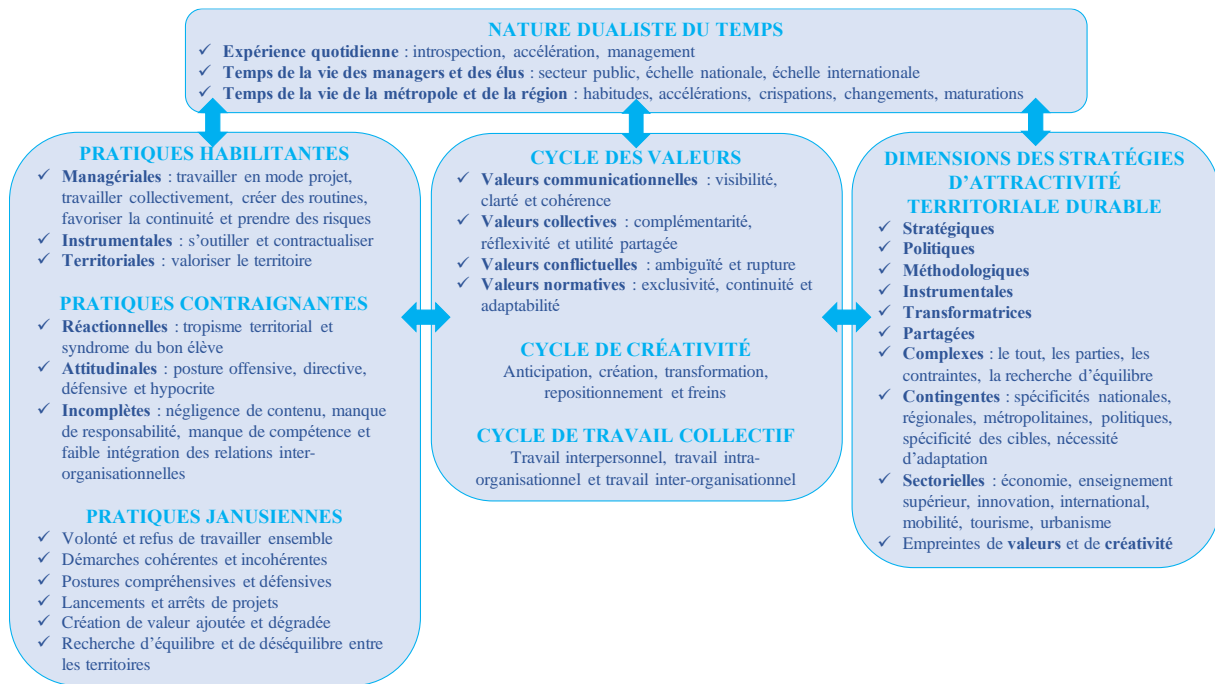 NATURE DUALISTE DU TEMPS
✓ Expérience quotidienne : introspection, accélération, management
✓ Temps de la vie des managers et des élus : secteur public, échelle nationale, échelle internationale
✓ Temps de la vie de la métropole et de la région : habitudes, accélérations, crispations, changements, maturations
PRATIQUES HABILITANTES
✓ Managériales : travailler en mode projet,
travailler collectivement, créer des routines,
favoriser la continuité et prendre des risques
✓ Instrumentales : s'outiller et contractualiser
✓ Territoriales : valoriser le territoire
PRATIQUES CONTRAIGNANTES
✓ Réactionnelles : tropisme territorial et
syndrome du bon élève
✓ Attitudinales : posture offensive, directive,
défensive et hypocrite
✓ Incomplètes : négligence de contenu, manque
de responsabilité, manque de compétence et
faible intégration des relations inter-
organisationnelles
PRATIQUES JANUSIENNES
✓ Volonté et refus de travailler ensemble
✓ Démarches cohérentes et incohérentes
✓ Postures compréhensives et défensives
✓ Lancements et arrêts de projets
✓ Création de valeur ajoutée et dégradée
✓ Recherche d'équilibre et de déséquilibre entre
les territoires
CYCLE DES VALEURS
✓ Valeurs communicationnelles : visibilité,
clarté et cohérence
✓ Valeurs collectives : complémentarité,
réflexivité et utilité partagée
✓ Valeurs conflictuelles : ambiguïté et rupture
✓ Valeurs normatives : exclusivité, continuité et
adaptabilité
CYCLE DE CRÉATIVITÉ
Anticipation, création, transformation,
repositionnement et freins
CYCLE DE TRAVAIL COLLECTIF
Travail interpersonnel, travail intra-
organisationnel et travail inter-organisationnel
DIMENSIONS DES STRATÉGIES
D'ATTRACTIVITÉ
TERRITORIALE DURABLE
✓ Stratégiques
✓ Politiques
✓ Méthodologiques
✓ Instrumentales
✓ Transformatrices
✓ Partagées
✓ Complexes : le tout, les parties, les
contraintes, la recherche d'équilibre
✓ Contingentes : spécificités nationales,
régionales, métropolitaines, politiques,
spécificité des cibles, nécessité
d'adaptation
✓ Sectorielles : économie, enseignement
supérieur, innovation, international,
mobilité, tourisme, urbanisme
✓ Empreintes de valeurs et de créativité